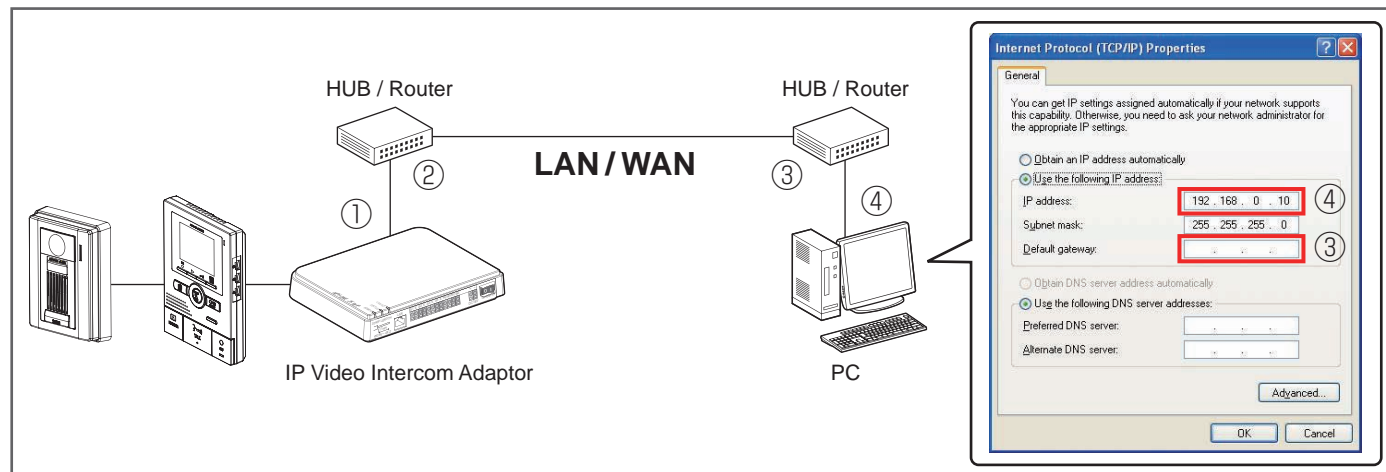 HUB / Router
HUB / Router
LAN / WAN
②
③
①
④
IP Video Intercom Adaptor
PC
Internet Protocol (TCP/IP) Properties
General
You can get IP settings assigned automatically if your network supports
this capability. Otherwise, you need to ask your network administrator for
the appropriate IP settings.
Obtain an IP address automatically
Use the following IP address:
IP address: 192 . 168 . 0 . 10 ④
Subnet mask: 255 . 255 . 255 . 0
Default gateway: . . . ③
Obtain DNS server address automatically
Use the following DNS server addresses:
Preferred DNS server: . . .
Alternate DNS server: . . .
Advanced...
OK Cancel